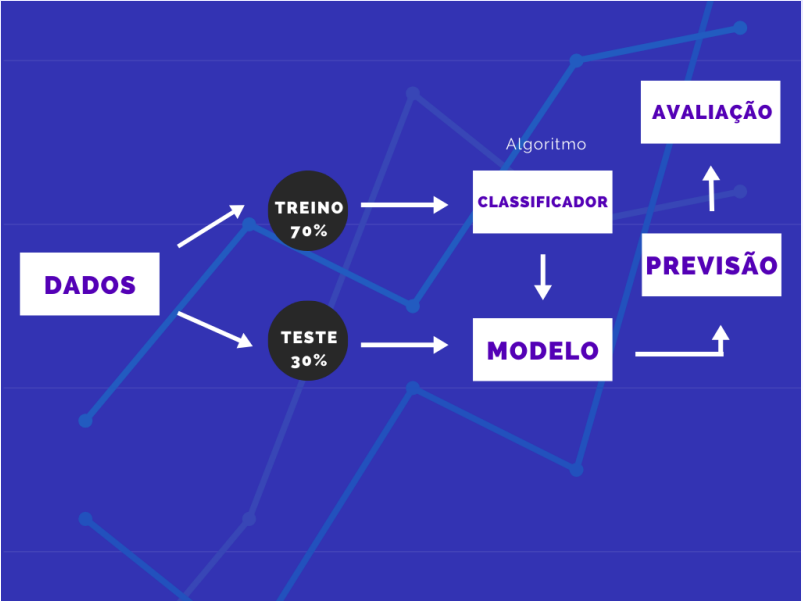 DADOS
TREINO
70%
TESTE
30%
Algoritmo
CLASSIFICADOR
MODELO
PREVISÃO
AVALIAÇÃO